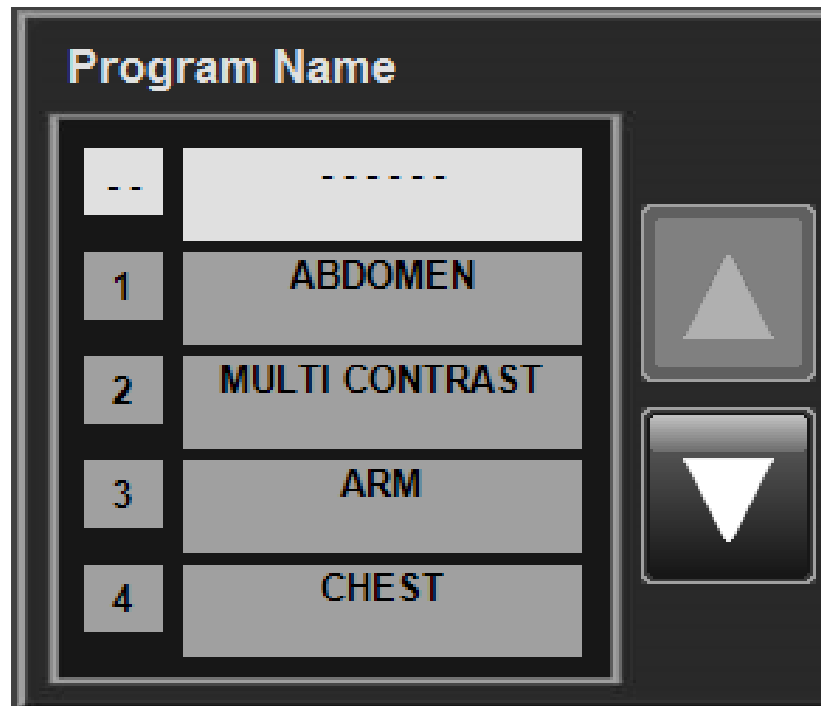 Program Name
-- ------
1 ABDOMEN
2 MULTI CONTRAST
3 ARM
4 CHEST